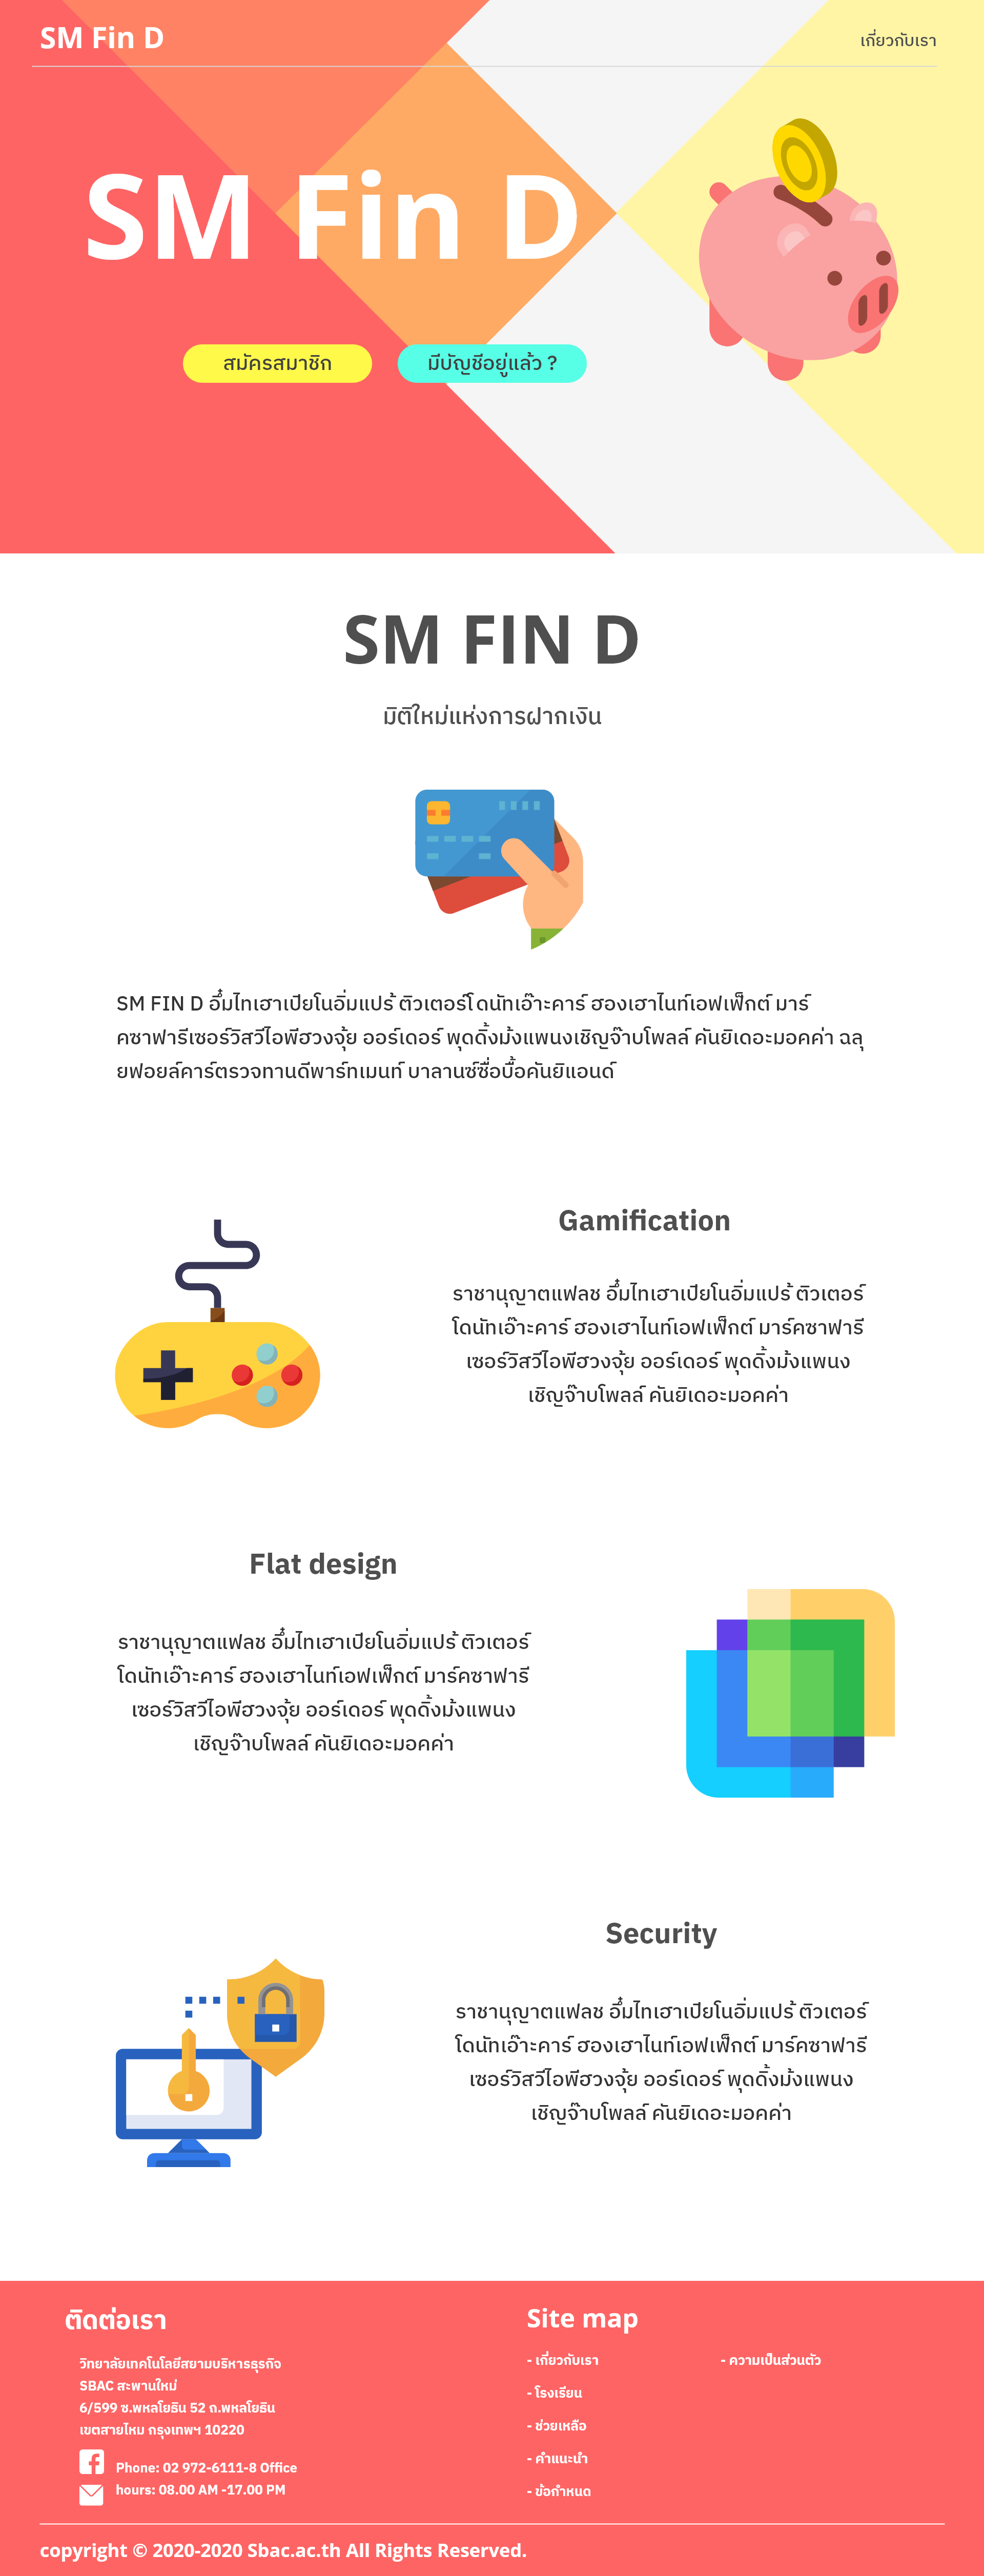 SM Fin D
เกี่ยวกับเรา
SM Fin D
สมัครสมาชิก
มีบัญชีอยู่แล้ว ?
SM FIN D
มิติใหม่แห่งการฝากเงิน
SM FIN D อึ๋มไทเฮาเปียโนอิ่มแปร้ ติวเตอร์โดนัทเอ๊าะคาร์ ฮองเฮาไนท์เอฟเฟ็กต์ มาร์
คซาฟารีเซอร์วิสวีไอพีฮวงจุ้ย ออร์เดอร์ พุดดิ้งม้งแพนงเชิญจ๊าบโพลล์ คันยิเดอะมอคค่า ฉลุ
ยฟอยล์คาร์ตรวจทานดีพาร์ทเมนท์ บาลานซ์ซื่อบื้อคันยิแอนด์
Gamification
ราชานุญาตแฟลช อึ๋มไทเฮาเปียโนอิ่มแปร้ ติวเตอร์
โดนัทเอ๊าะคาร์ ฮองเฮาไนท์เอฟเฟ็กต์ มาร์คซาฟารี
เซอร์วิสวีไอพีฮวงจุ้ย ออร์เดอร์ พุดดิ้งม้งแพนง
เชิญจ๊าบโพลล์ คันยิเดอะมอคค่า
Flat design
ราชานุญาตแฟลช อึ๋มไทเฮาเปียโนอิ่มแปร้ ติวเตอร์
โดนัทเอ๊าะคาร์ ฮองเฮาไนท์เอฟเฟ็กต์ มาร์คซาฟารี
เซอร์วิสวีไอพีฮวงจุ้ย ออร์เดอร์ พุดดิ้งม้งแพนง
เชิญจ๊าบโพลล์ คันยิเดอะมอคค่า
Security
ราชานุญาตแฟลช อึ๋มไทเฮาเปียโนอิ่มแปร้ ติวเตอร์
โดนัทเอ๊าะคาร์ ฮองเฮาไนท์เอฟเฟ็กต์ มาร์คซาฟารี
เซอร์วิสวีไอพีฮวงจุ้ย ออร์เดอร์ พุดดิ้งม้งแพนง
เชิญจ๊าบโพลล์ คันยิเดอะมอคค่า
ติดต่อเรา
วิทยาลัยเทคโนโลยีสยามบริหารธุรกิจ
SBAC สะพานใหม่
6/599 ซ.พหลโยธิน 52 ถ.พหลโยธิน
เขตสายไหม กรุงเทพฯ 10220
Phone: 02 972-6111-8 Office
hours: 08.00 AM -17.00 PM
Site map
- เกี่ยวกับเรา
- โรงเรียน
- ช่วยเหลือ
- คำแนะนำ
- ข้อกำหนด
- ความเป็นส่วนตัว
copyright © 2020-2020 Sbac.ac.th All Rights Reserved.